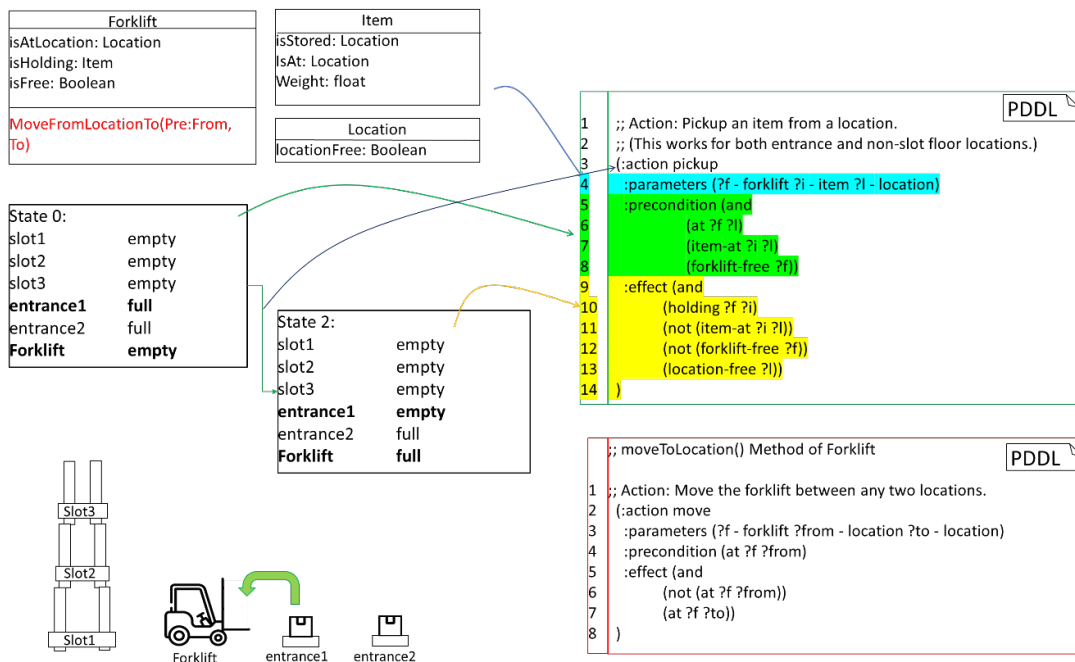 Forklift
isAtLocation: Location
isHolding: Item
isFree: Boolean
MoveFromLocationTo(Pre:From,
To)
Item
isStored: Location
IsAt: Location
Weight: float
Location
locationFree: Boolean
State 0:
slot1 empty
slot2 empty
slot3 empty
entrance1 full
entrance2 full
Forklift empty
State 2:
slot1 empty
slot2 empty
slot3 empty
entrance1 empty
entrance2 full
Forklift full
PDDL
1 ;; Action: Pickup an item from a location.
2 ;; (This works for both entrance and non-slot floor locations.)
3 (:action pickup
4 :parameters (?f - forklift ?i - item ?l - location)
5 :precondition (and
6 (at ?f ?l)
7 (item-at ?i ?l)
8 (forklift-free ?f))
9 :effect (and
10 (holding ?f ?i)
11 (not (item-at ?i ?l))
12 (not (forklift-free ?f))
13 (location-free ?l))
14 )
;; moveToLocation() Method of Forklift
PDDL
1 ;; Action: Move the forklift between any two locations.
2 (:action move
3 :parameters (?f - forklift ?from - location ?to - location)
4 :precondition (at ?f ?from)
5 :effect (and
6 (not (at ?f ?from))
7 (at ?f ?to))
8 )
Slot3
Slot2
Slot1
Forklift
entrance1
entrance2